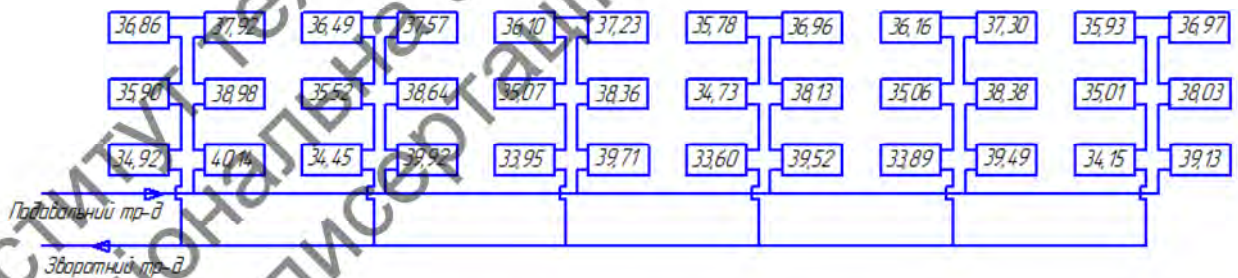 36,86 37,92 36,49 37,57 36,10 37,23 35,78 36,96 36,16 37,30 35,93 36,97
35,90 38,98 35,52 38,64 35,07 38,36 34,73 38,13 35,06 38,38 35,01 38,03
34,92 40,14 34,45 39,92 33,95 39,71 33,60 39,52 33,89 39,49 34,15 39,13
Подавальний тр-д
Зворотний тр-д